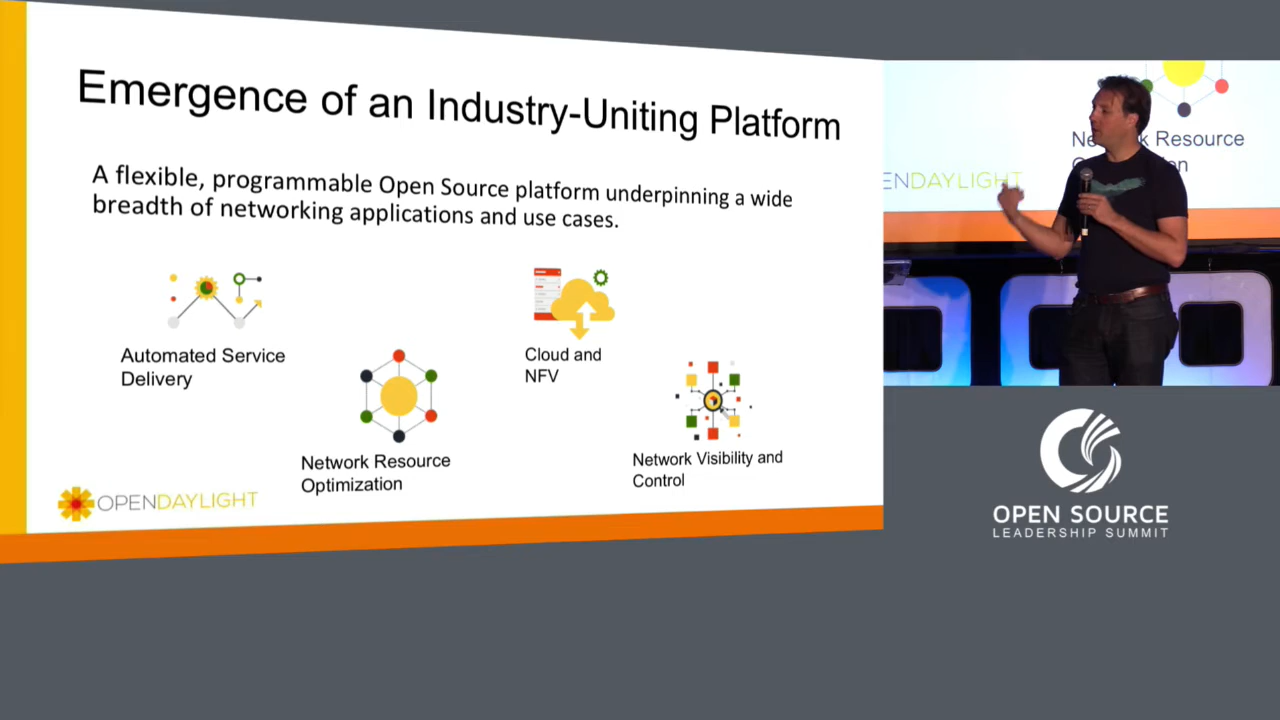 Emergence of an Industry-Uniting Platform
A flexible, programmable Open Source platform underpinning a wide
breadth of networking applications and use cases.
Automated Service
Delivery
Cloud and
NFV
Network Resource
Optimization
Network Visibility and
Control
OPENDAYLIGHT
Resource
ENDAYLIGHT
OPEN SOURCE
LEADERSHIP SUMMIT